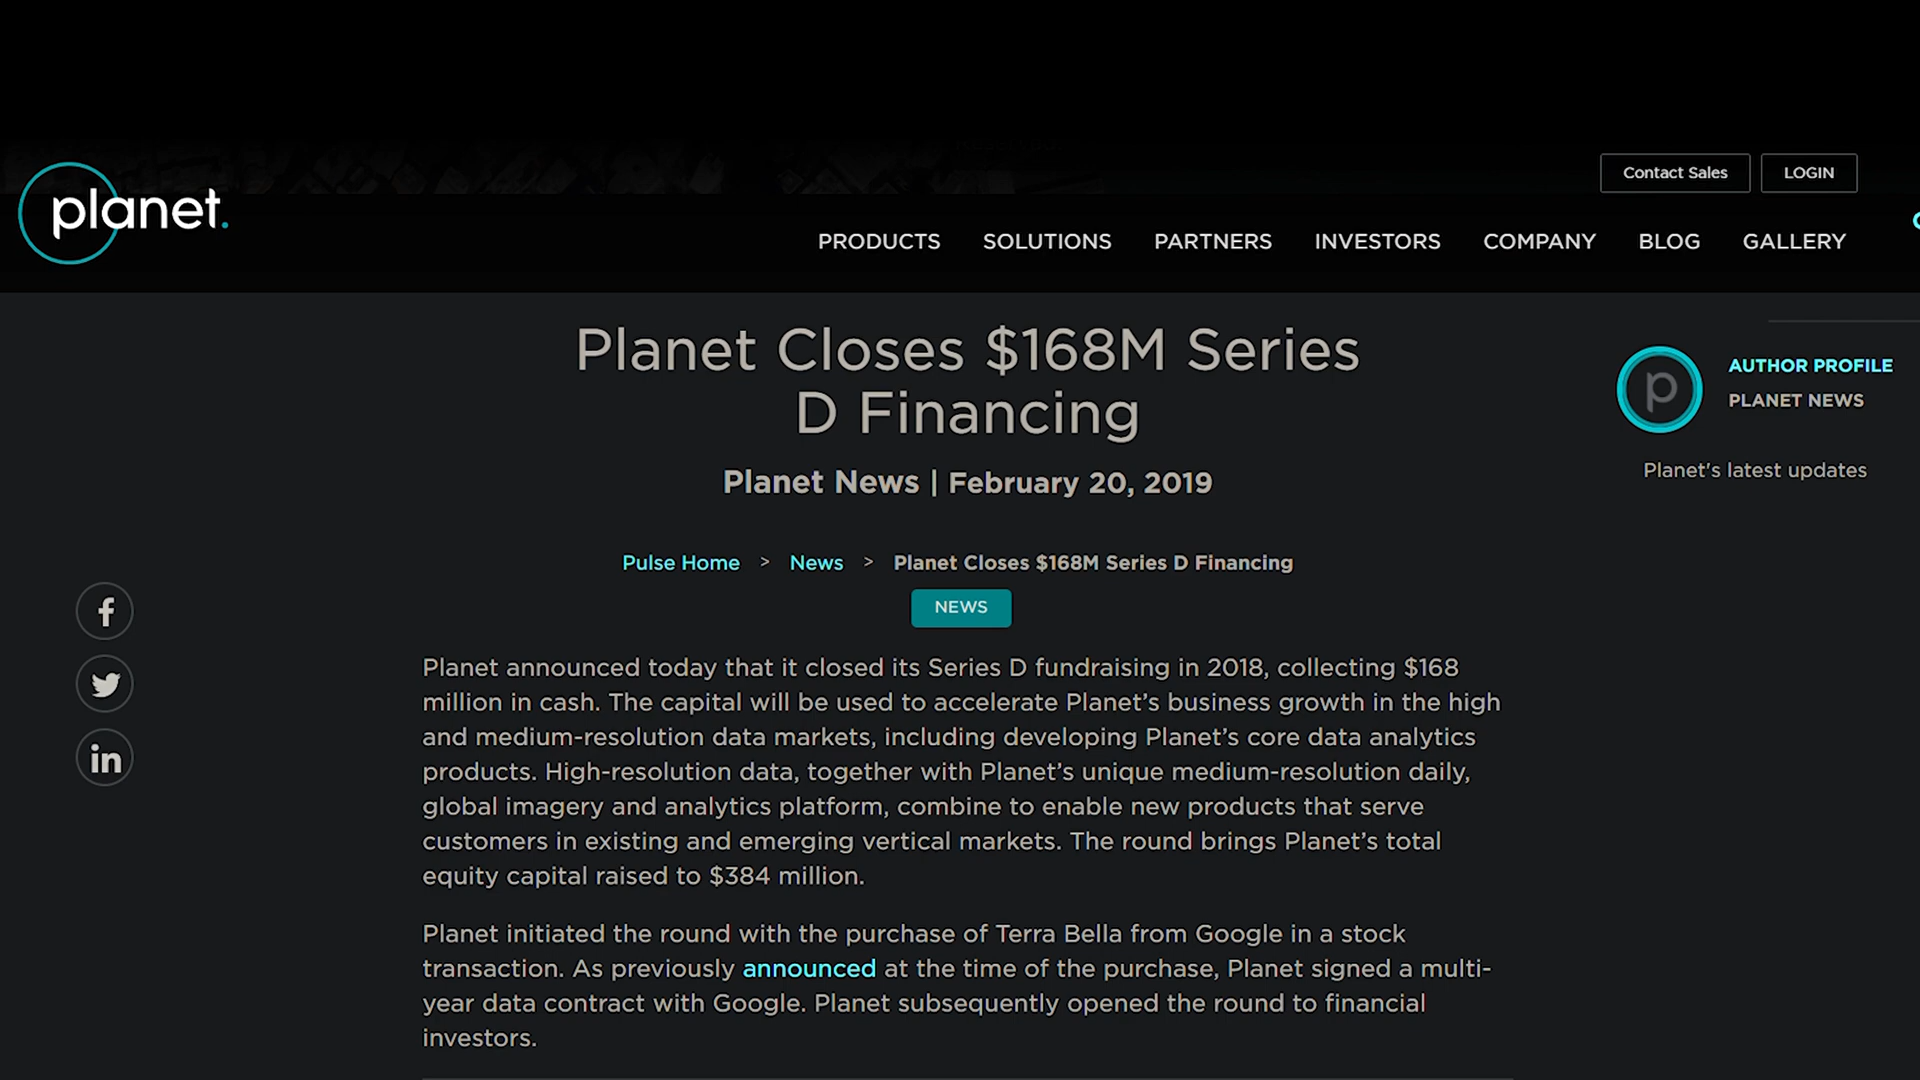 Contact Sales
LOGIN
planet.
PRODUCTS
SOLUTIONS
PARTNERS
INVESTORS
COMPANY
BLOG
GALLERY
Planet Closes $168M Series
D Financing
Planet News | February 20, 2019
AUTHOR PROFILE
PLANET NEWS
Planet's latest updates
Pulse Home > News > Planet Closes $168M Series D Financing
NEWS
Planet announced today that it closed its Series D fundraising in 2018, collecting $168
million in cash. The capital will be used to accelerate Planet’s business growth in the high
and medium-resolution data markets, including developing Planet’s core data analytics
products. High-resolution data, together with Planet’s unique medium-resolution daily,
global imagery and analytics platform, combine to enable new products that serve
customers in existing and emerging vertical markets. The round brings Planet’s total
equity capital raised to $384 million.
Planet initiated the round with the purchase of Terra Bella from Google in a stock
transaction. As previously announced at the time of the purchase, Planet signed a multi-
year data contract with Google. Planet subsequently opened the round to financial
investors.